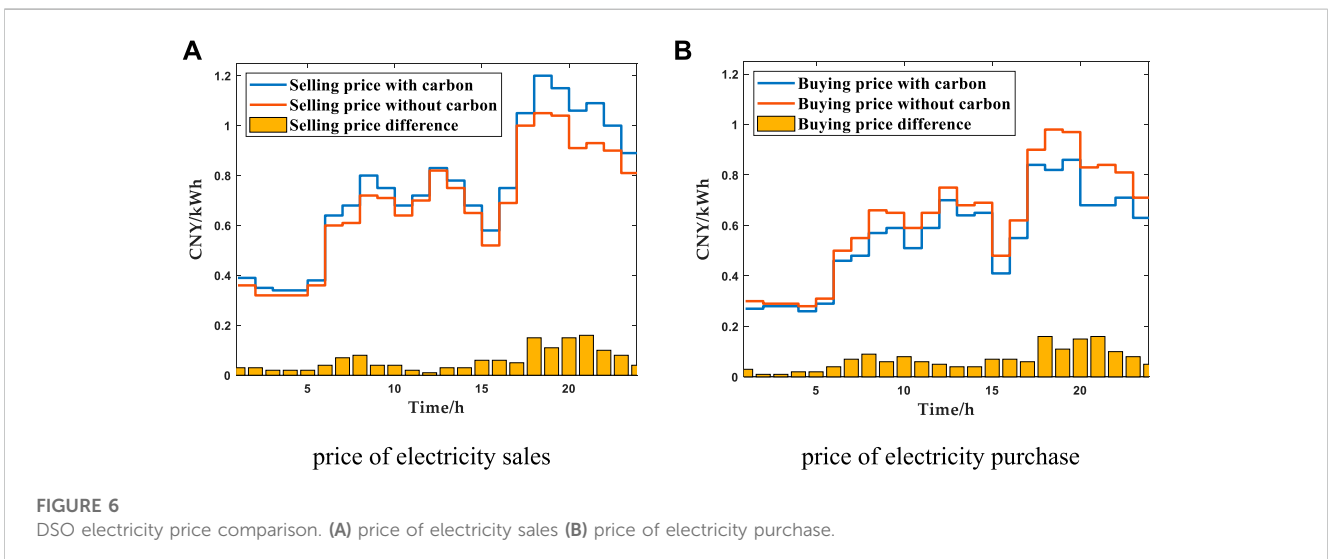 A
Selling price with carbon
Selling price without carbon
Selling price difference
CNY/kWh
1.2
1
0.8
0.6
0.4
0.2
0
5
10
15
20
Time/h
price of electricity sales
B
Buying price with carbon
Buying price without carbon
Buying price difference
CNY/kWh
1.2
1
0.8
0.6
0.4
0.2
0
5
10
15
20
Time/h
price of electricity purchase
FIGURE 6
DSO electricity price comparison. (A) price of electricity sales (B) price of electricity purchase.